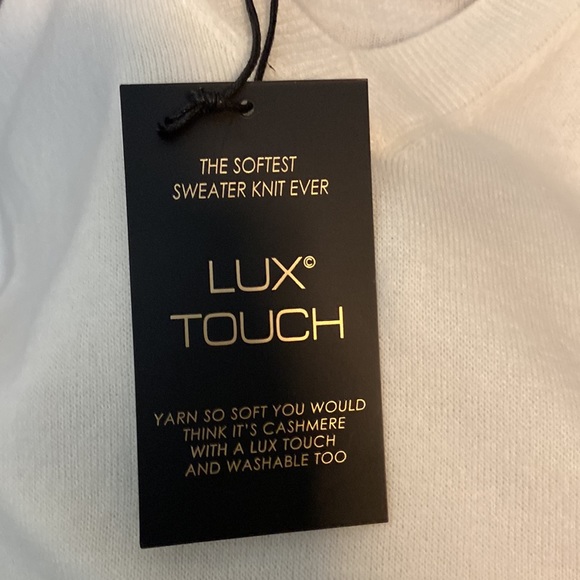 THE SOFTEST
SWEATER KNIT EVER
LUX©
TOUCH
YARN SO SOFT YOU WOULD
THINK IT'S CASHMERE
WITH A LUX TOUCH
AND WASHABLE TOO